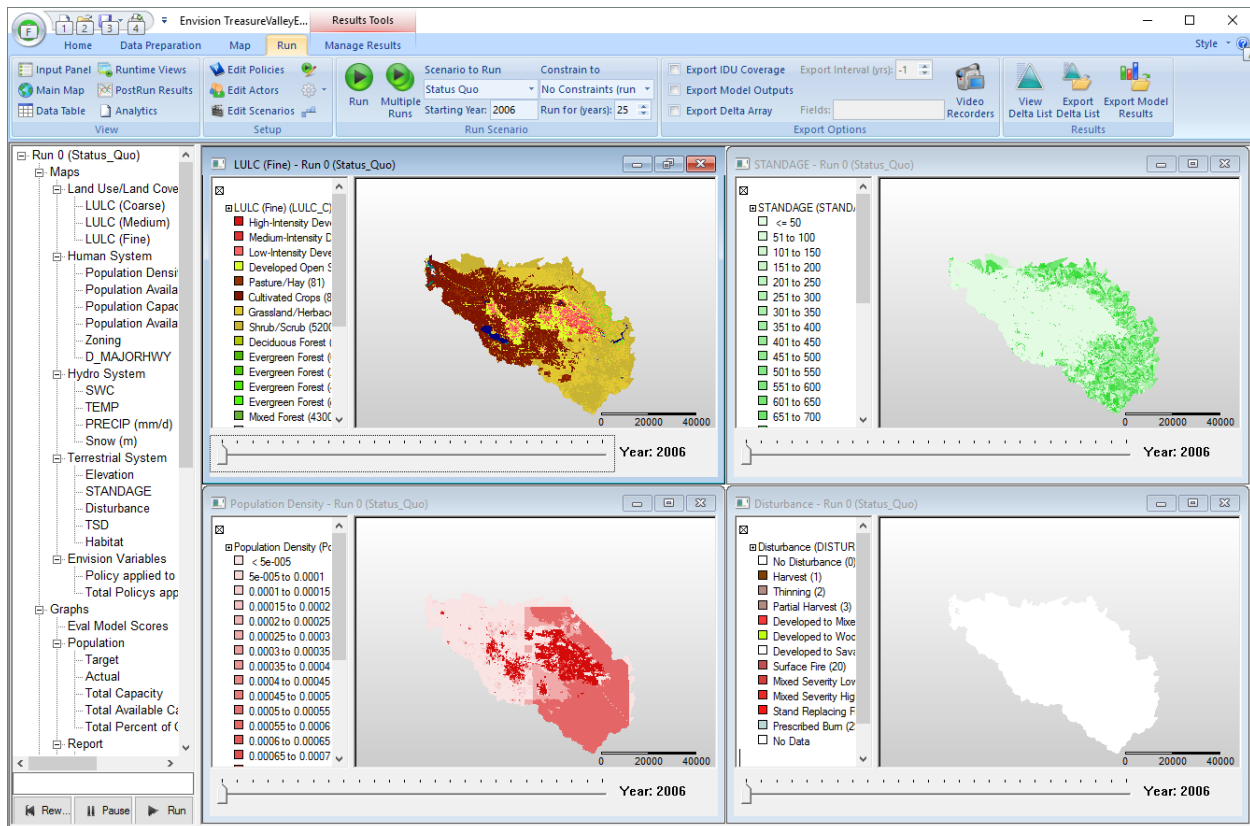 F 1 2 3 4 Envision TreasureValleyE... Results Tools
Home Data Preparation Map Run Manage Results Style
Input Panel Runtime Views Edit Policies Scenario to Run Constrain to Export IDU Coverage Export Interval (yrs): -1
Main Map PostRun Results Edit Actors Status Quo No Constraints (run Export Model Outputs
Data Table Analytics Edit Scenarios Run Multiple Runs Starting Year: 2006 Run for (years): 25 Export Delta Array Fields: Video Recorders View Delta List Export Delta List Export Model Results
View Setup Run Scenario Export Options Results
Run 0 (Status_Quo)
Maps
Land Use/Land Cove
LULC (Coarse)
LULC (Medium)
LULC (Fine)
Human System
Population Densi
Population Availa
Population Capac
Population Availa
Zoning
D_MAJORHWY
Hydro System
SWC
TEMP
PRECIP (mm/d)
Snow (m)
Terrestrial System
Elevation
STANDAGE
Disturbance
TSD
Habitat
Envision Variables
Policy applied to
Total Policys app
Graphs
Eval Model Scores
Population
Target
Actual
Total Capacity
Total Available Ca
Total Percent of
Report
Rew... Pause Run
LULC (Fine) - Run 0 (Status_Quo)
LULC (Fine) (LULC_C)
High-Intensity Deve
Medium-Intensity D
Low-Intensity Deve
Developed Open S
Pasture/Hay (81)
Cultivated Crops (8
Grassland/Herbac
Shrub/Scrub (5200
Deciduous Forest (
Evergreen Forest (
Evergreen Forest (
Evergreen Forest (
Evergreen Forest (
Mixed Forest (4300
0 20000 40000
Year: 2006
STANDAGE - Run 0 (Status_Quo)
STANDAGE (STAND
<= 50
51 to 100
101 to 150
151 to 200
201 to 250
251 to 300
301 to 350
351 to 400
401 to 450
451 to 500
501 to 550
551 to 600
601 to 650
651 to 700
0 20000 40000
Year: 2006
Population Density - Run 0 (Status_Quo)
Population Density (Po
< 5e-005
5e-005 to 0.0001
0.0001 to 0.00015
0.00015 to 0.0002
0.0002 to 0.00025
0.00025 to 0.0003
0.0003 to 0.00035
0.00035 to 0.0004
0.0004 to 0.00045
0.00045 to 0.0005
0.0005 to 0.00055
0.00055 to 0.0006
0.0006 to 0.00065
0.00065 to 0.0007
0 20000 40000
Year: 2006
Disturbance - Run 0 (Status_Quo)
Disturbance (DISTUR
No Disturbance (0)
Harvest (1)
Thinning (2)
Partial Harvest (3)
Developed to Mixe
Developed to Woo
Developed to Sava
Surface Fire (20)
Mixed Severity Low
Mixed Severity Hig
Stand Replacing F
Prescribed Burn (2
No Data
0 20000 40000
Year: 2006